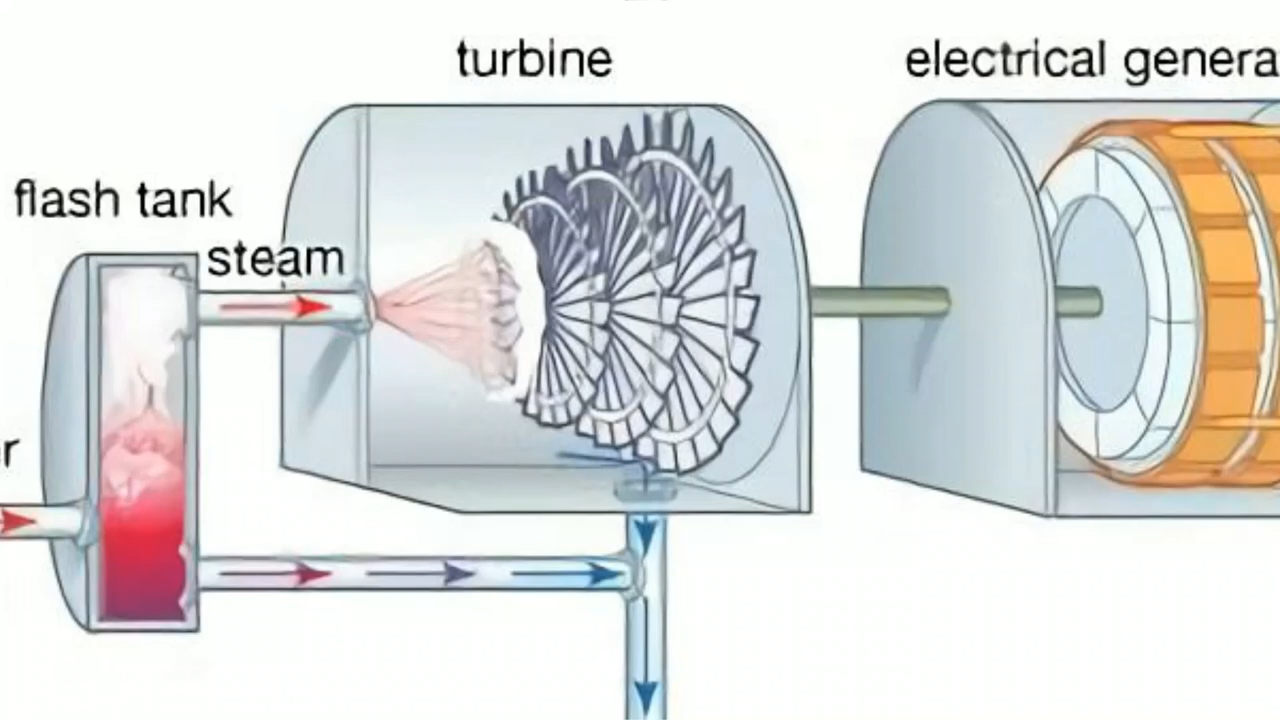 turbine
electrical genera
flash tank
steam
r